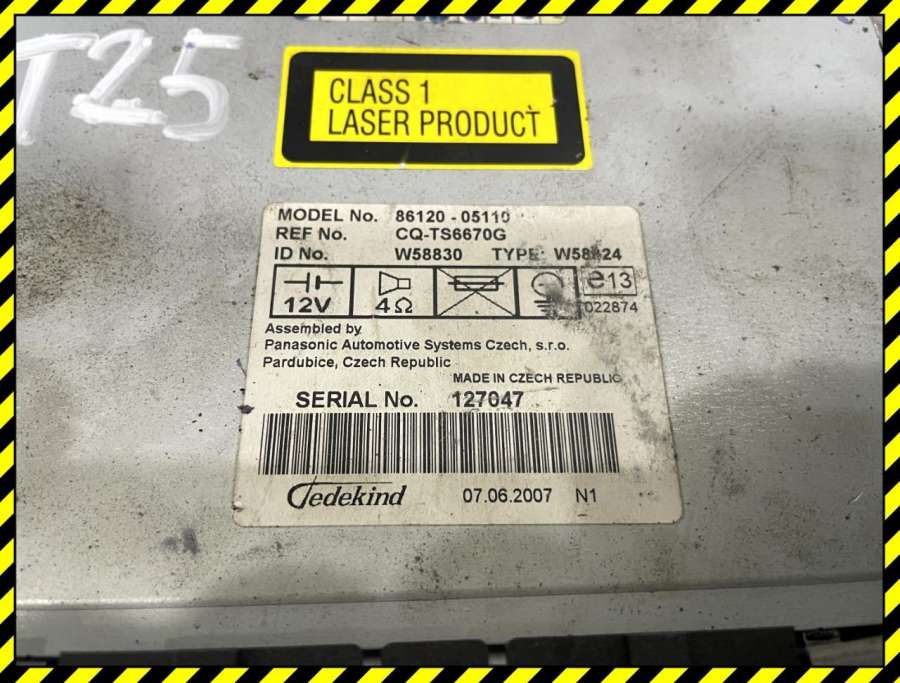 T25
CLASS 1
LASER PRODUCT
MODEL No. 86120 - 05110
REF No. CQ-TS6670G
ID No. W58830 TYPE: W58824
12V 4Ω e13
022874
Assembled by
Panasonic Automotive Systems Czech, s.r.o.
Pardubice, Czech Republic
MADE IN CZECH REPUBLIC
SERIAL No. 127047
Tedekind 07.06.2007 N1